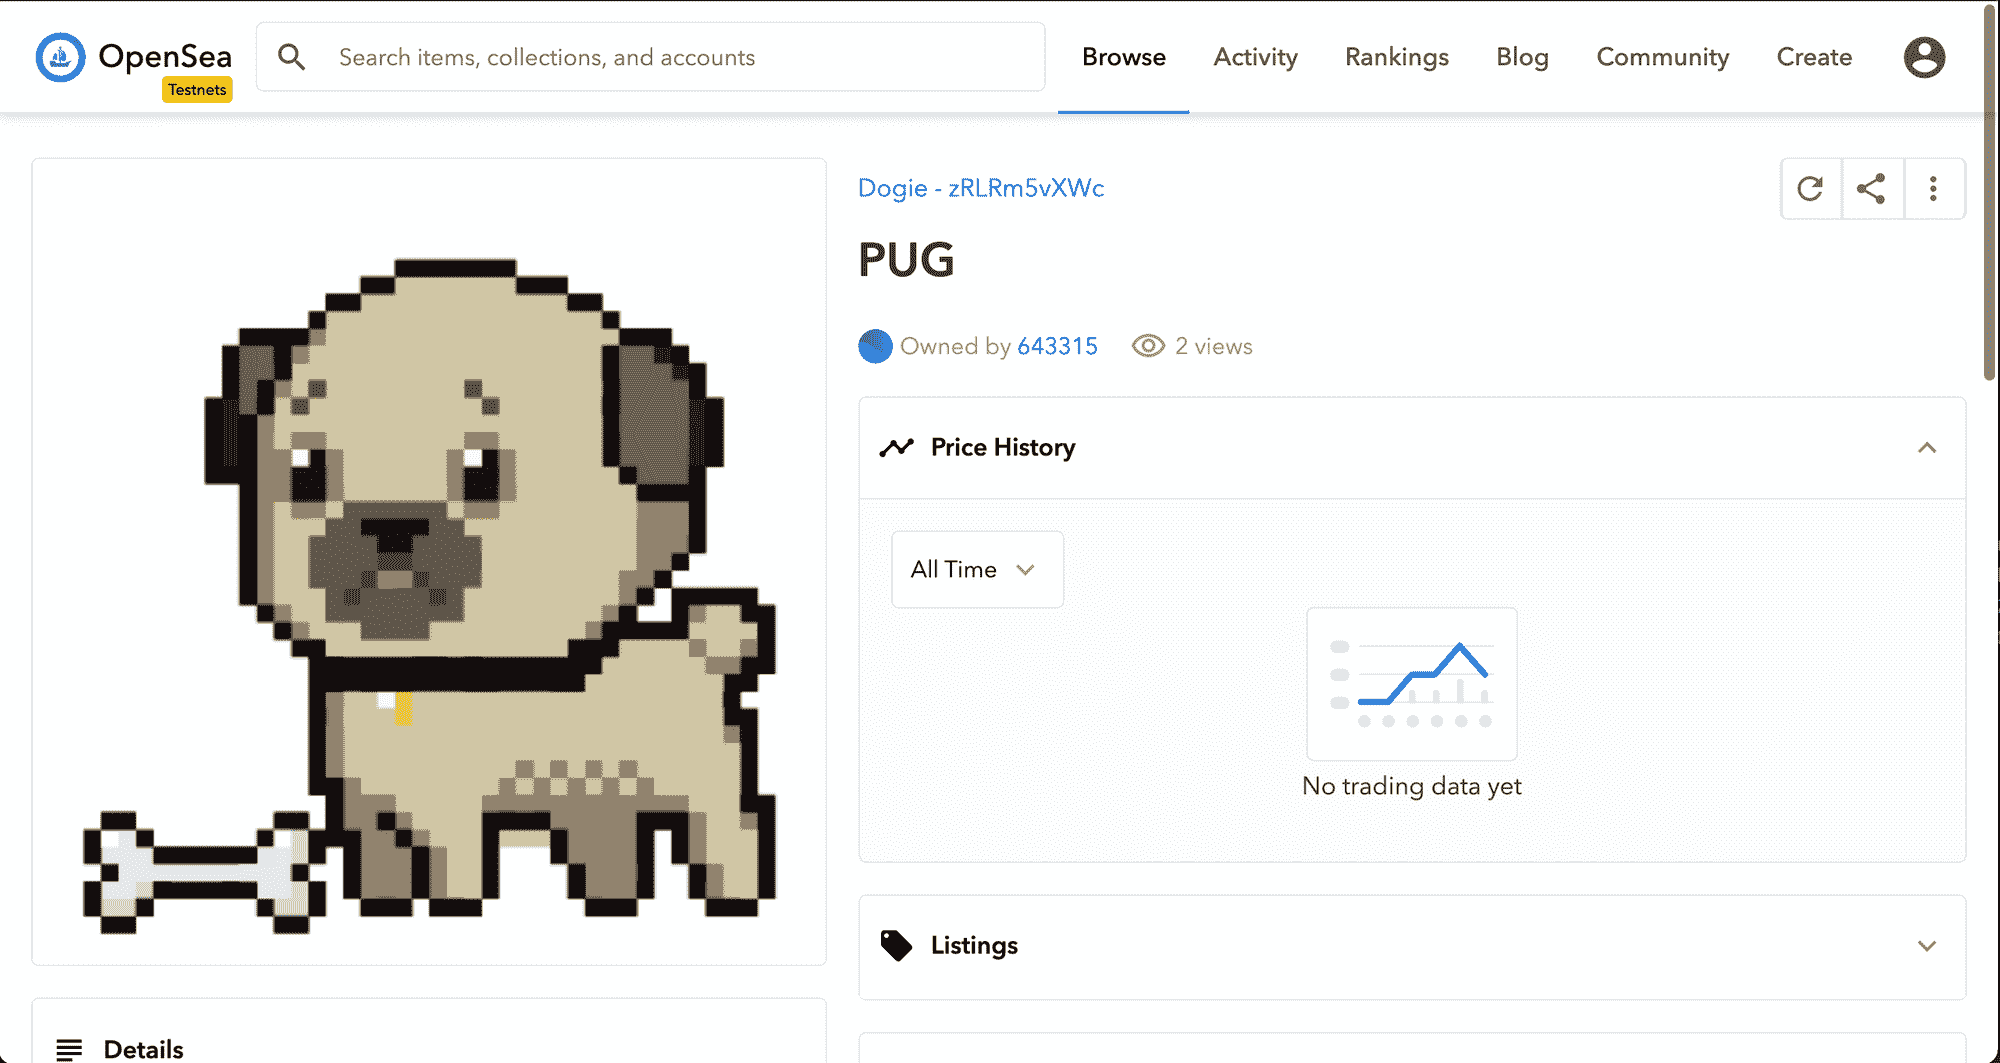 OpenSea
Testnets
Search items, collections, and accounts
Browse
Activity
Rankings
Blog
Community
Create
Dogie - zRLRm5vXWc
PUG
Owned by 643315
2 views
Price History
All Time
No trading data yet
Listings
Details